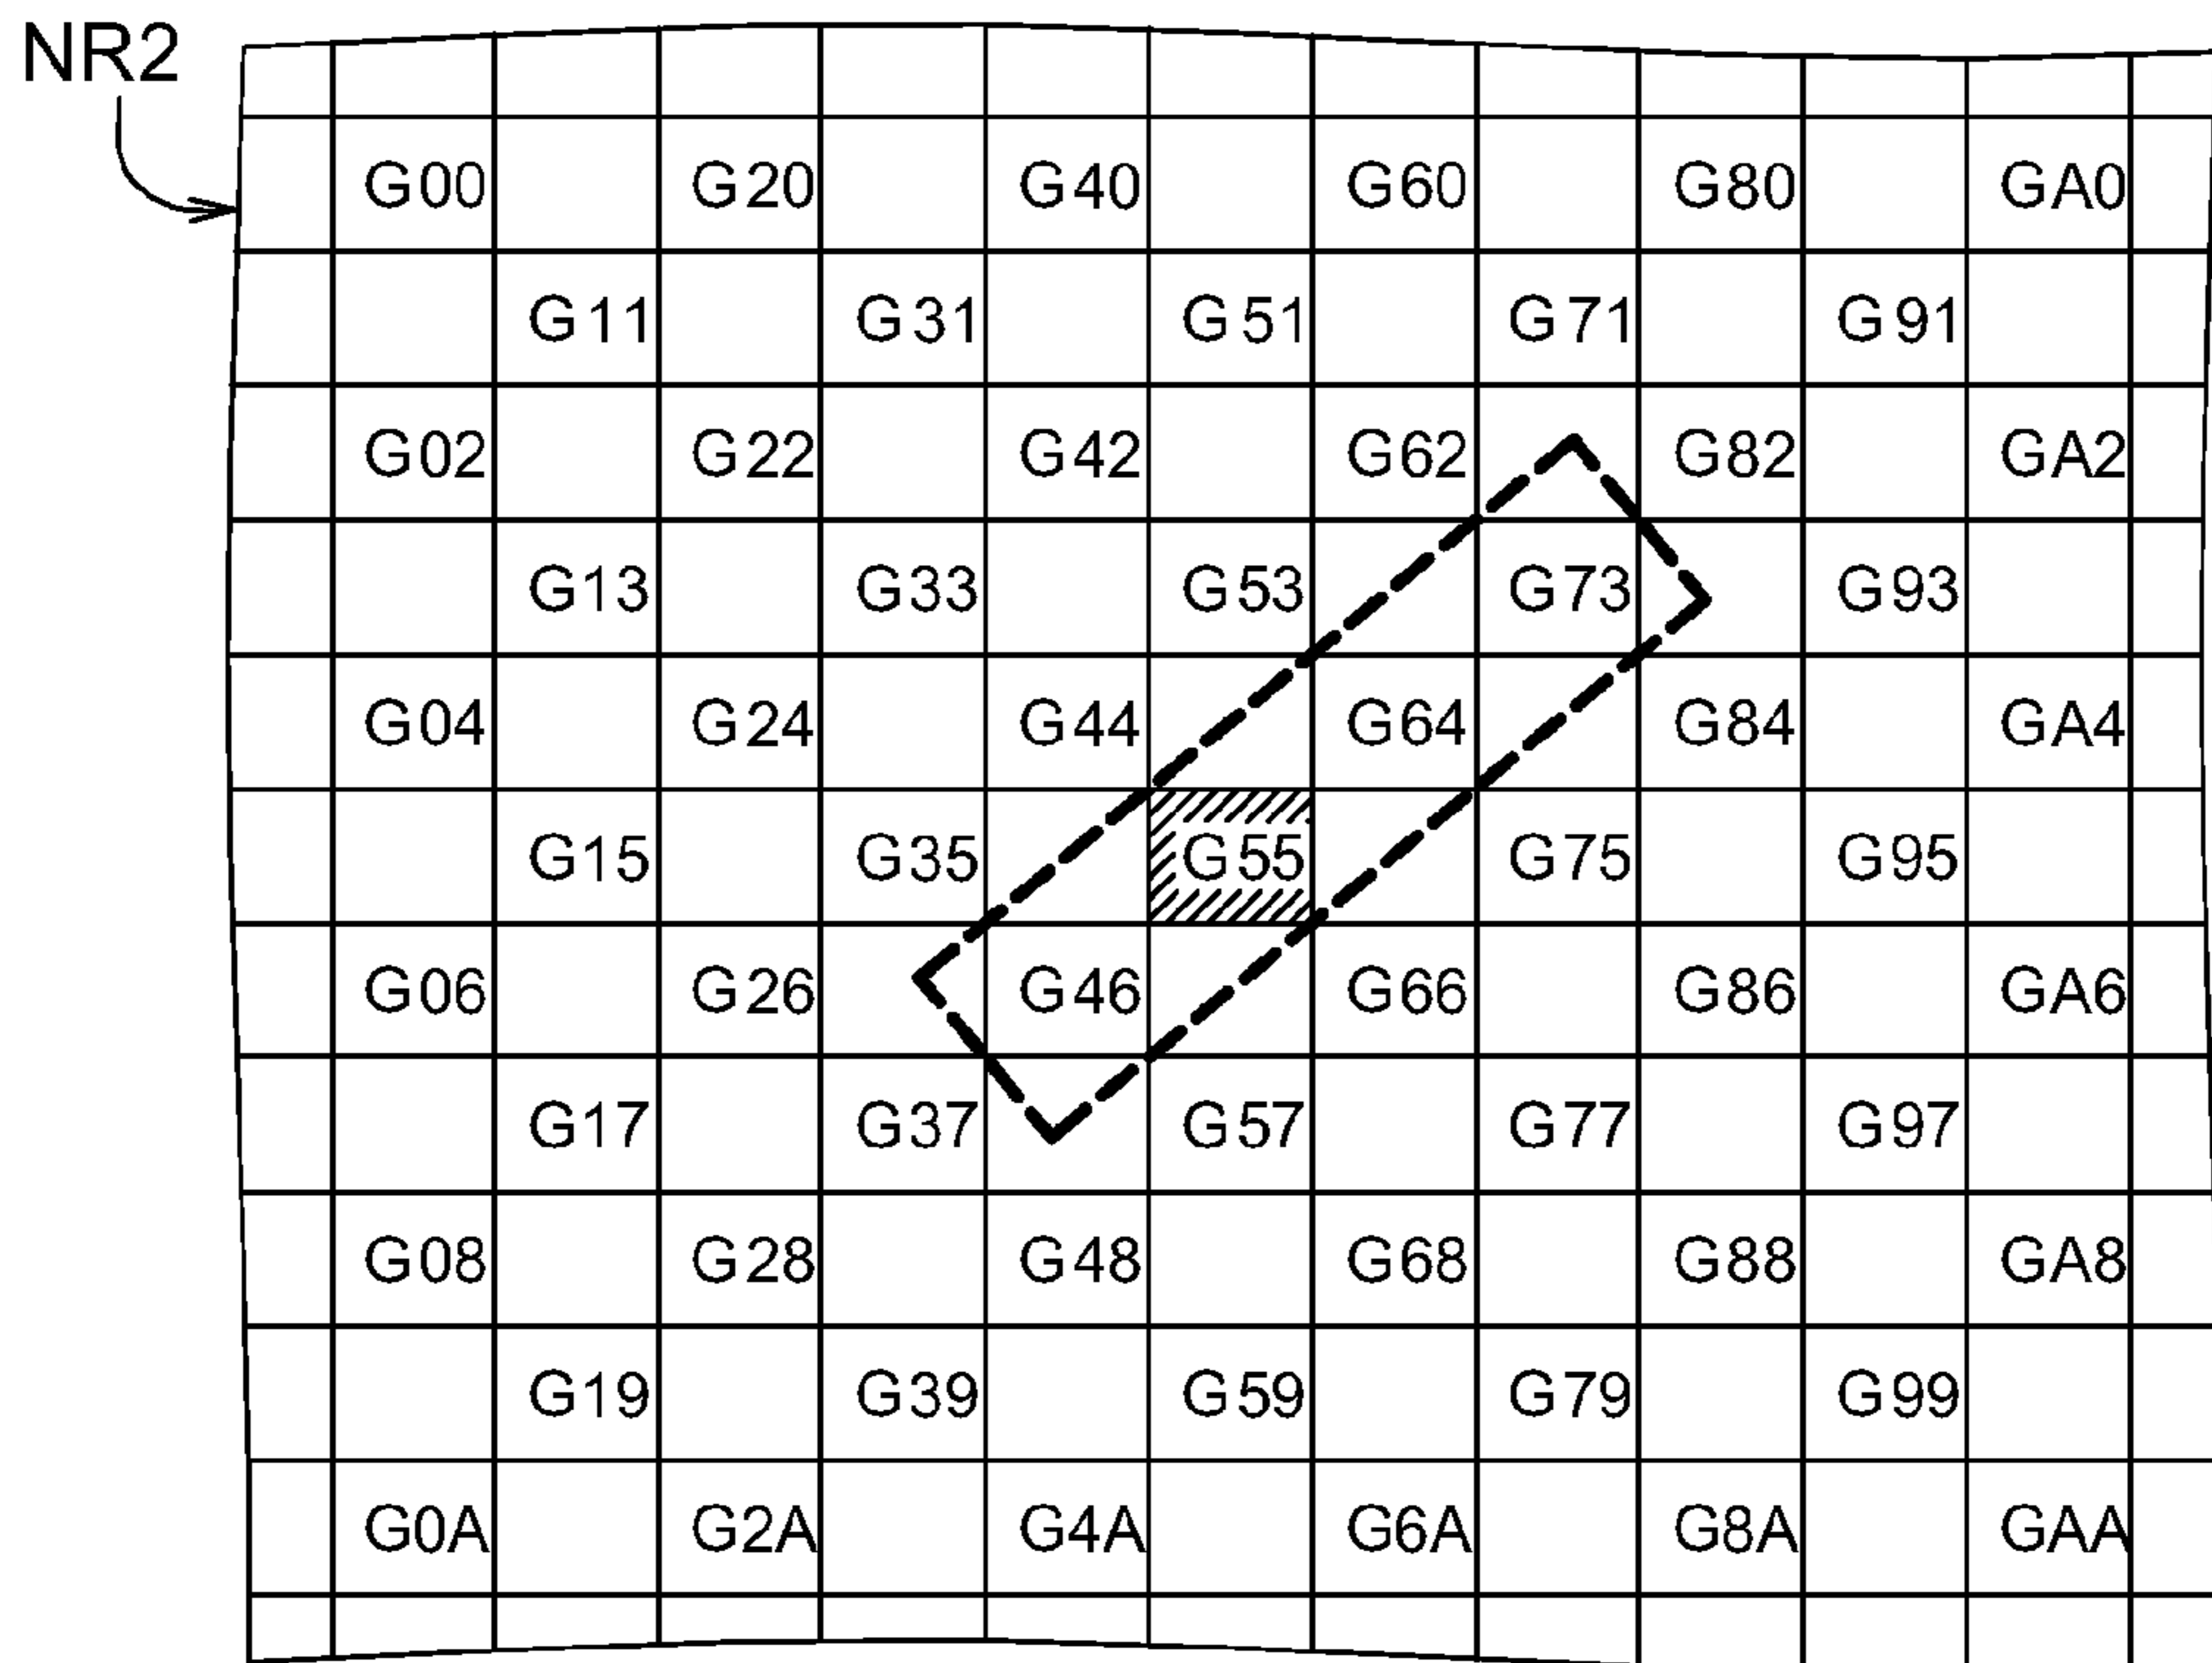 NR2
G00 G20 G40 G60 G80 GA0
G11 G31 G51 G71 G91
G02 G22 G42 G62 G82 GA2
G13 G33 G53 G73 G93
G04 G24 G44 G64 G84 GA4
G15 G35 G55 G75 G95
G06 G26 G46 G66 G86 GA6
G17 G37 G57 G77 G97
G08 G28 G48 G68 G88 GA8
G19 G39 G59 G79 G99
G0A G2A G4A G6A G8A GAA